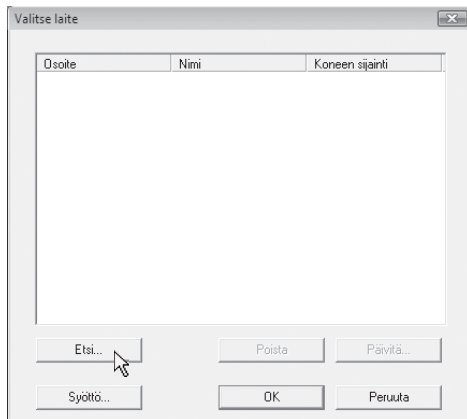 Valitse laite
Osoite Nimi Koneen sijainti
Etsi... Poista Päivitä...
Syöttö... OK Peruuta